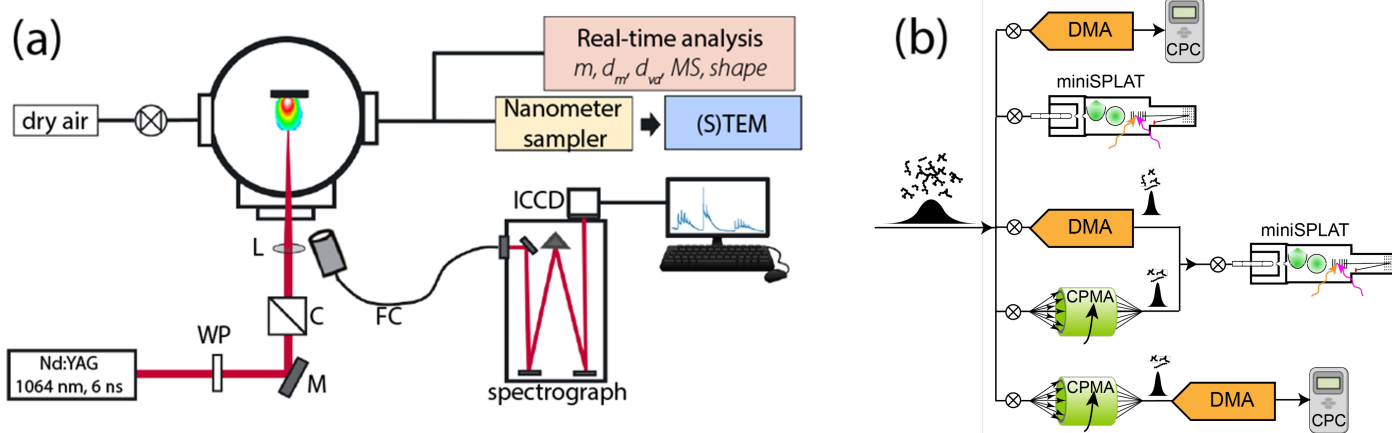 (a)
Real-time analysis
m, dm, dva, MS, shape
dry air
Nanometer
sampler
(S)TEM
ICCD
L
FC
C
WP
M
Nd:YAG
1064 nm, 6 ns
spectrograph
(b)
DMA
CPC
miniSPLAT
DMA
miniSPLAT
CPMA
CPMA
DMA
CPC